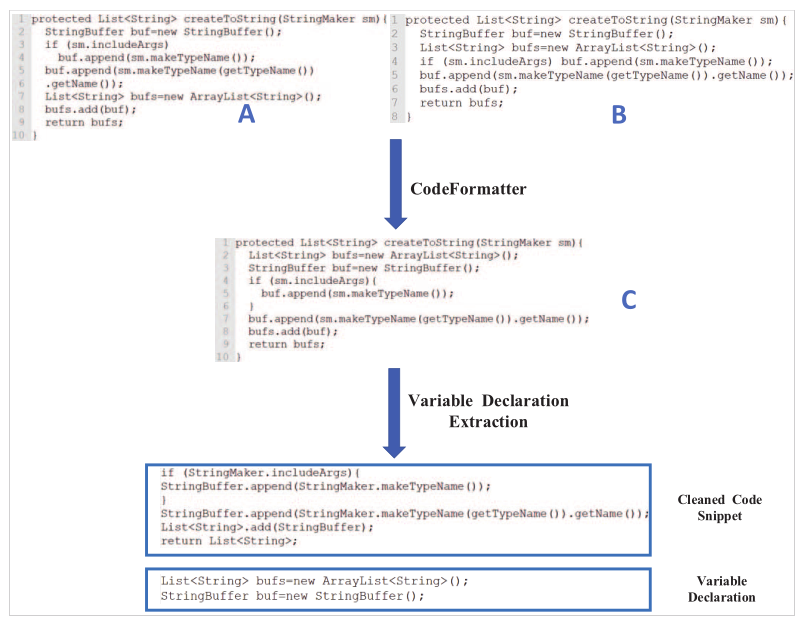 1 protected List<String> createToString(StringMaker sm){
2 StringBuffer buf=new StringBuffer();
3 if (sm.includeArgs)
4 buf.append(sm.makeTypeName());
5 buf.append(sm.makeTypeName(getTypeName())
6 .getName());
7 List<String> bufs=new ArrayList<String>();
8 bufs.add(buf);
9 return bufs;
10 }
A
1 protected List<String> createToString(StringMaker sm){
2 StringBuffer buf=new StringBuffer();
3 List<String> bufs=new ArrayList<String>();
4 if (sm.includeArgs) buf.append(sm.makeTypeName());
5 buf.append(sm.makeTypeName(getTypeName()).getName());
6 bufs.add(buf);
7 return bufs;
8 }
B
CodeFormatter
1 protected List<String> createToString(StringMaker sm){
2 List<String> bufs=new ArrayList<String>();
3 StringBuffer buf=new StringBuffer();
4 if (sm.includeArgs){
5 buf.append(sm.makeTypeName());
6 }
7 buf.append(sm.makeTypeName(getTypeName()).getName());
8 bufs.add(buf);
9 return bufs;
10 }
C
Variable Declaration
Extraction
if (StringMaker.includeArgs){
StringBuffer.append(StringMaker.makeTypeName());
}
StringBuffer.append(StringMaker.makeTypeName(getTypeName()).getName());
List<String>.add(StringBuffer);
return List<String>;
Cleaned Code
Snippet
List<String> bufs=new ArrayList<String>();
StringBuffer buf=new StringBuffer();
Variable
Declaration